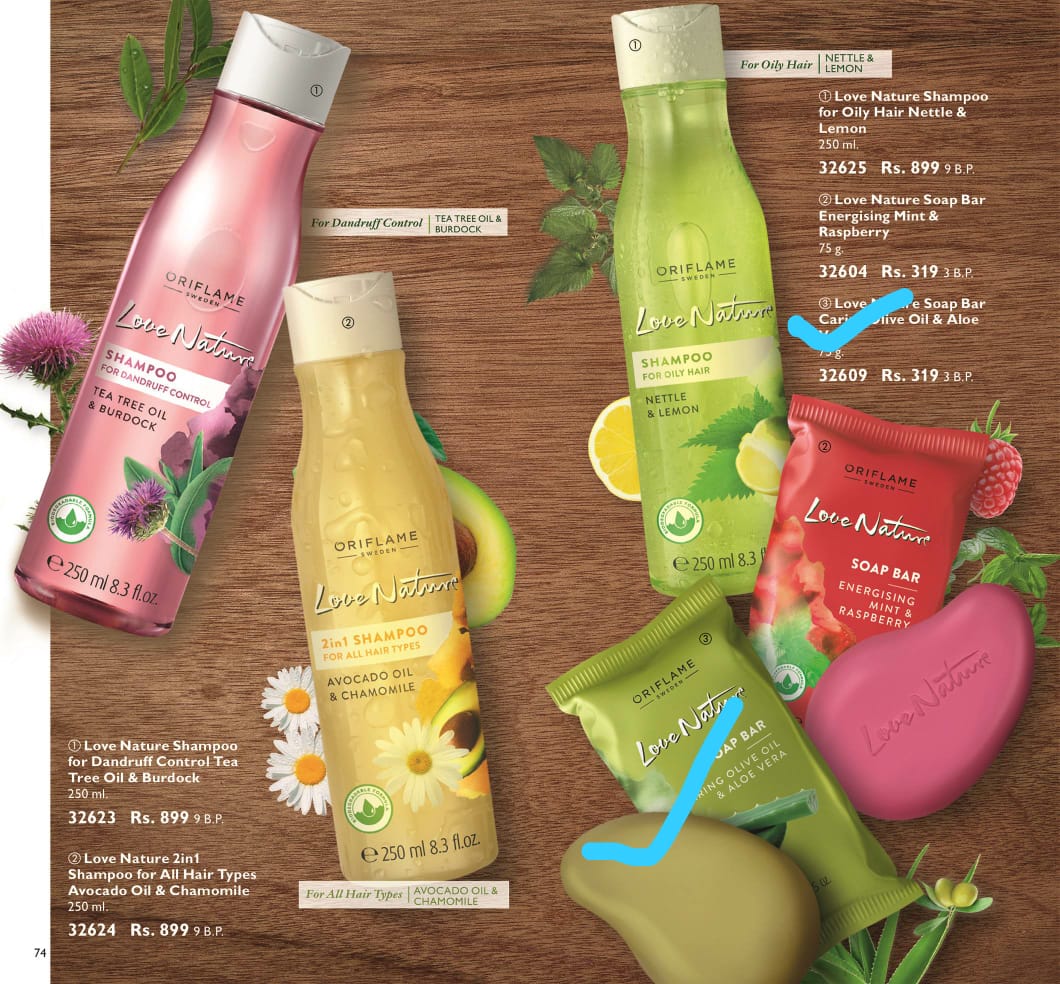 ①
ORIFLAME
SWEDEN
Love Nature
SHAMPOO
FOR DANDRUFF CONTROL
TEA TREE OIL
& BURDOCK
BIODEGRADABLE FORMULA
e 250 ml 8.3 fl.oz.
For Dandruff Control | TEA TREE OIL &
BURDOCK
②
ORIFLAME
SWEDEN
Love Nature
2in1 SHAMPOO
FOR ALL HAIR TYPES
AVOCADO OIL
& CHAMOMILE
BIODEGRADABLE FORMULA
e 250 ml 8.3 fl.oz.
For All Hair Types | AVOCADO OIL &
CHAMOMILE
① Love Nature Shampoo
for Dandruff Control Tea
Tree Oil & Burdock
250 ml.
32623 Rs. 899 9 B.P.
② Love Nature 2in1
Shampoo for All Hair Types
Avocado Oil & Chamomile
250 ml.
32624 Rs. 899 9 B.P.
74
①
ORIFLAME
SWEDEN
Love Nature
SHAMPOO
FOR OILY HAIR
NETTLE
& LEMON
BIODEGRADABLE FORMULA
e 250 ml 8.3
For Oily Hair | NETTLE &
LEMON
① Love Nature Shampoo
for Oily Hair Nettle &
Lemon
250 ml.
32625 Rs. 899 9 B.P.
② Love Nature Soap Bar
Energising Mint &
Raspberry
75 g.
32604 Rs. 319 3 B.P.
③ Love Nature Soap Bar
Olive Oil & Aloe
75 g.
32609 Rs. 319 3 B.P.
②
ORIFLAME
SWEDEN
Love Nature
SOAP BAR
ENERGISING
MINT &
RASPBERRY
Love Nature
③
ORIFLAME
SWEDEN
Love Nature
BAR
OLIVE OIL
& ALOE VERA